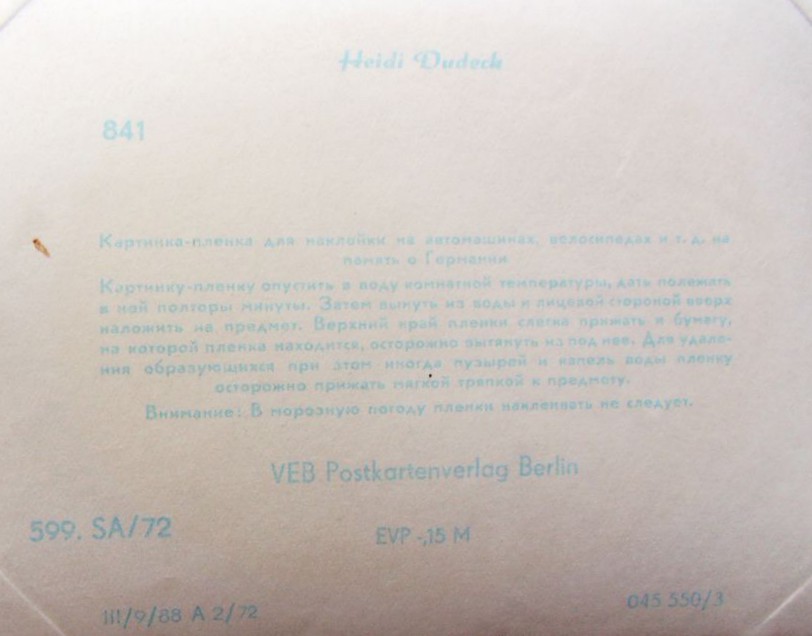 Heidi Dudeck
841
Картинка-пленка для наклейки на автомашинах, велосипедах и т. д. на
память о Германии
Картинку-пленку опустить в воду комнатной температуры, дать полежать
в ней полторы минуты. Затем вынуть из воды и лицевой стороной вверх
наложить на предмет. Верхний край пленки слегка прижать и бумагу,
на которой пленка находится, осторожно вытянуть из под нее. Для удале-
ния образующихся при этом иногда пузырей и капель воды пленку
осторожно прижать мягкой тряпкой к предмету.
Внимание: В морозную погоду пленки наклеивать не следует.
VEB Postkartenverlag Berlin
599. SA/72
EVP -,15 M
III/9/88 A 2/72
045 550/3